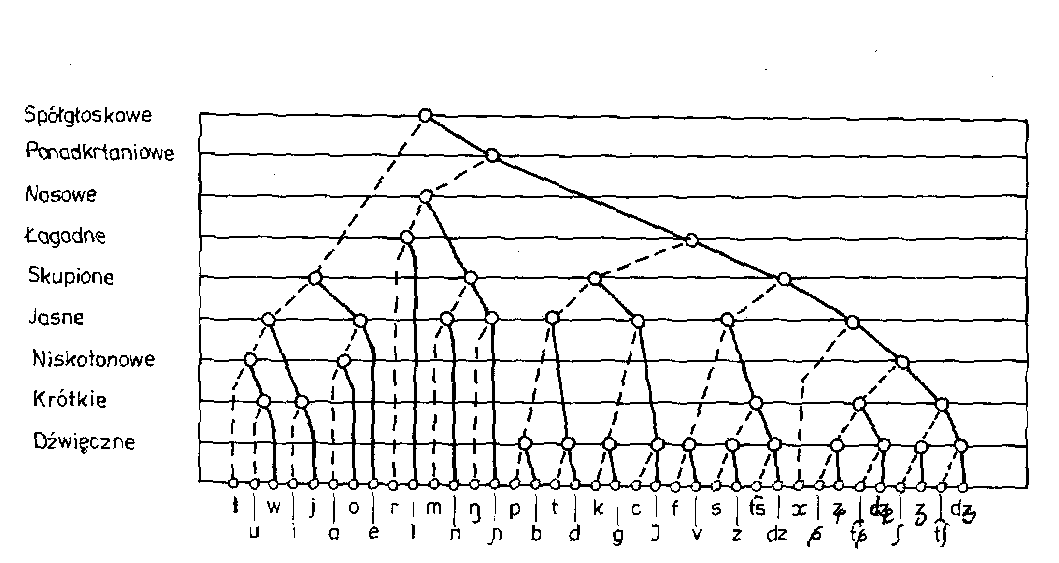 Spółgłoskowe
Ponadkrtaniowe
Nosowe
Łagodne
Skupione
Jasne
Niskotonowe
Krótkie
Dźwięczne
ɨ w j o r m ŋ p t k c f s t͡s x ʑ d͡ʑ ʒ d͡ʒ
u i a e l n ɲ b d g ɟ v z dz ɕ t͡ɕ ʃ t͡ʃ